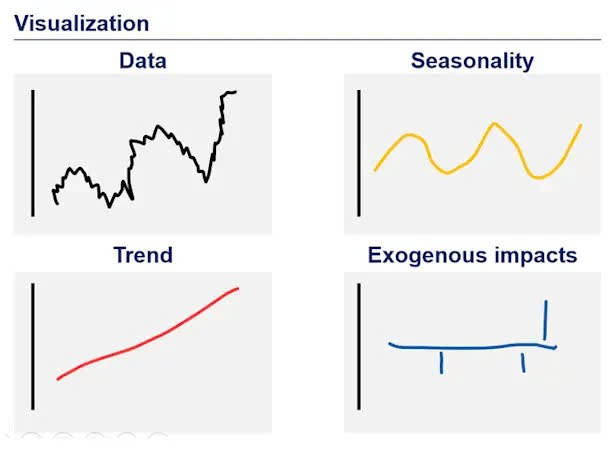 Visualization
Data
Seasonality
Trend
Exogenous impacts